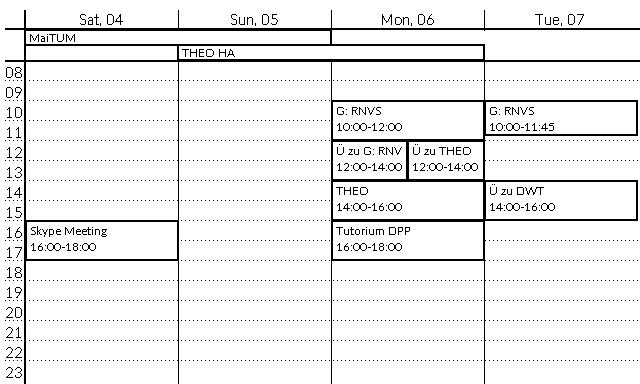 Sat, 04 Sun, 05 Mon, 06 Tue, 07
MaiTUM
THEO HA
08
09
10
11
12
13
14
15
16
17
18
19
20
21
22
23
Skype Meeting
16:00-18:00
G: RNVS
10:00-12:00
Ü zu G: RNV
12:00-14:00
Ü zu THEO
12:00-14:00
THEO
14:00-16:00
Tutorium DPP
16:00-18:00
G: RNVS
10:00-11:45
Ü zu DWT
14:00-16:00